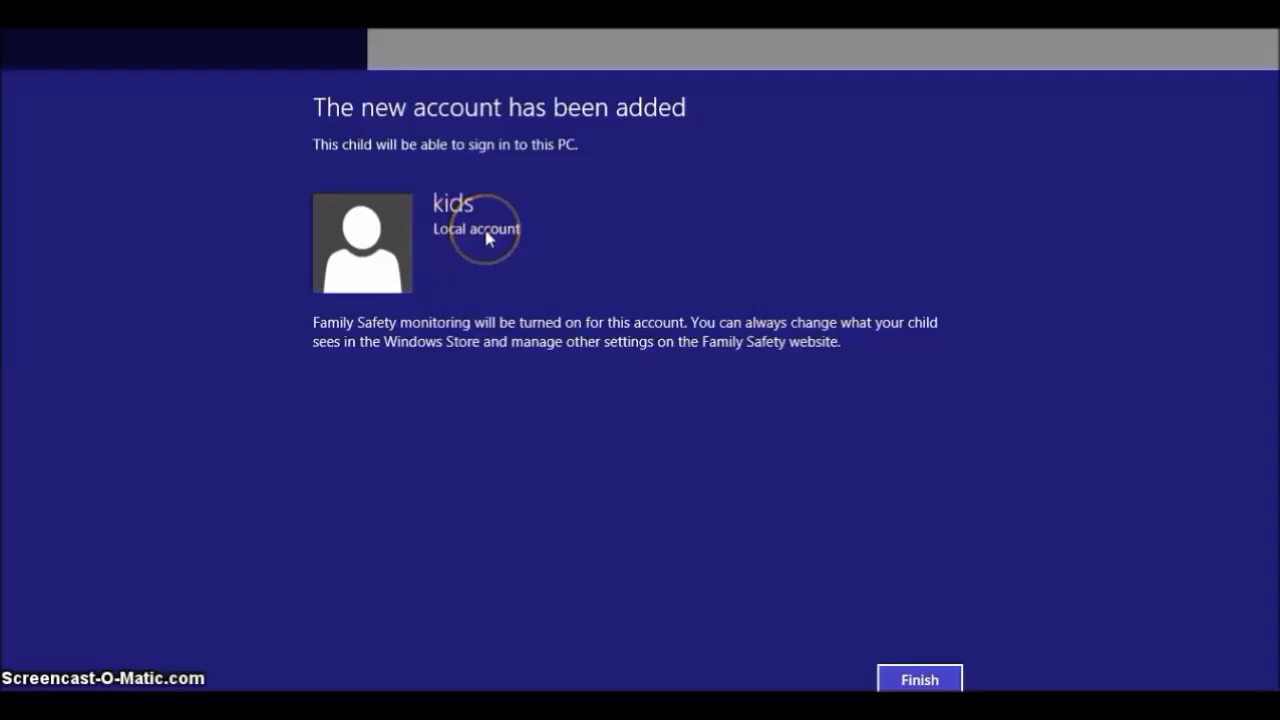 The new account has been added
This child will be able to sign in to this PC.
kids
Local account
Family Safety monitoring will be turned on for this account. You can always change what your child
sees in the Windows Store and manage other settings on the Family Safety website.
Screencast-O-Matic.com
Finish